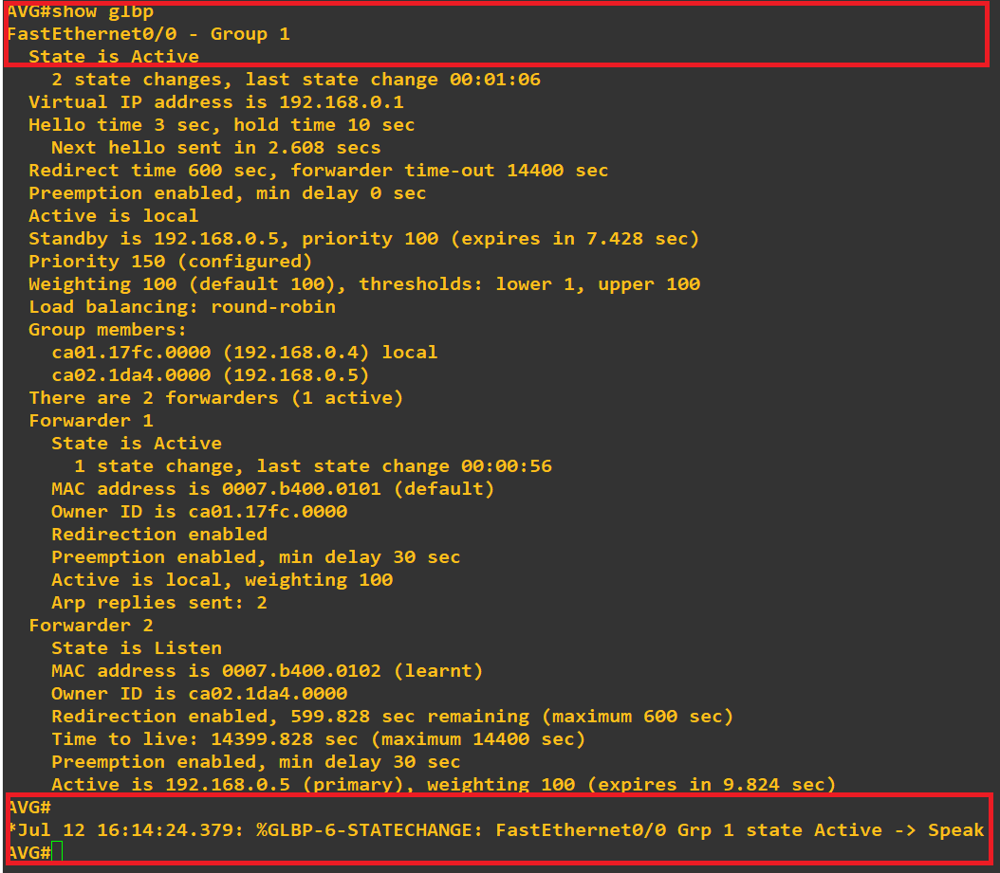 AVG#show glbp
FastEthernet0/0 - Group 1
State is Active
2 state changes, last state change 00:01:06
Virtual IP address is 192.168.0.1
Hello time 3 sec, hold time 10 sec
Next hello sent in 2.608 secs
Redirect time 600 sec, forwarder time-out 14400 sec
Preemption enabled, min delay 0 sec
Active is local
Standby is 192.168.0.5, priority 100 (expires in 7.428 sec)
Priority 150 (configured)
Weighting 100 (default 100), thresholds: lower 1, upper 100
Load balancing: round-robin
Group members:
ca01.17fc.0000 (192.168.0.4) local
ca02.1da4.0000 (192.168.0.5)
There are 2 forwarders (1 active)
Forwarder 1
State is Active
1 state change, last state change 00:00:56
MAC address is 0007.b400.0101 (default)
Owner ID is ca01.17fc.0000
Redirection enabled
Preemption enabled, min delay 30 sec
Active is local, weighting 100
Arp replies sent: 2
Forwarder 2
State is Listen
MAC address is 0007.b400.0102 (learnt)
Owner ID is ca02.1da4.0000
Redirection enabled, 599.828 sec remaining (maximum 600 sec)
Time to live: 14399.828 sec (maximum 14400 sec)
Preemption enabled, min delay 30 sec
Active is 192.168.0.5 (primary), weighting 100 (expires in 9.824 sec)
AVG#
*Jul 12 16:14:24.379: %GLBP-6-STATECHANGE: FastEthernet0/0 Grp 1 state Active -> Speak
AVG#